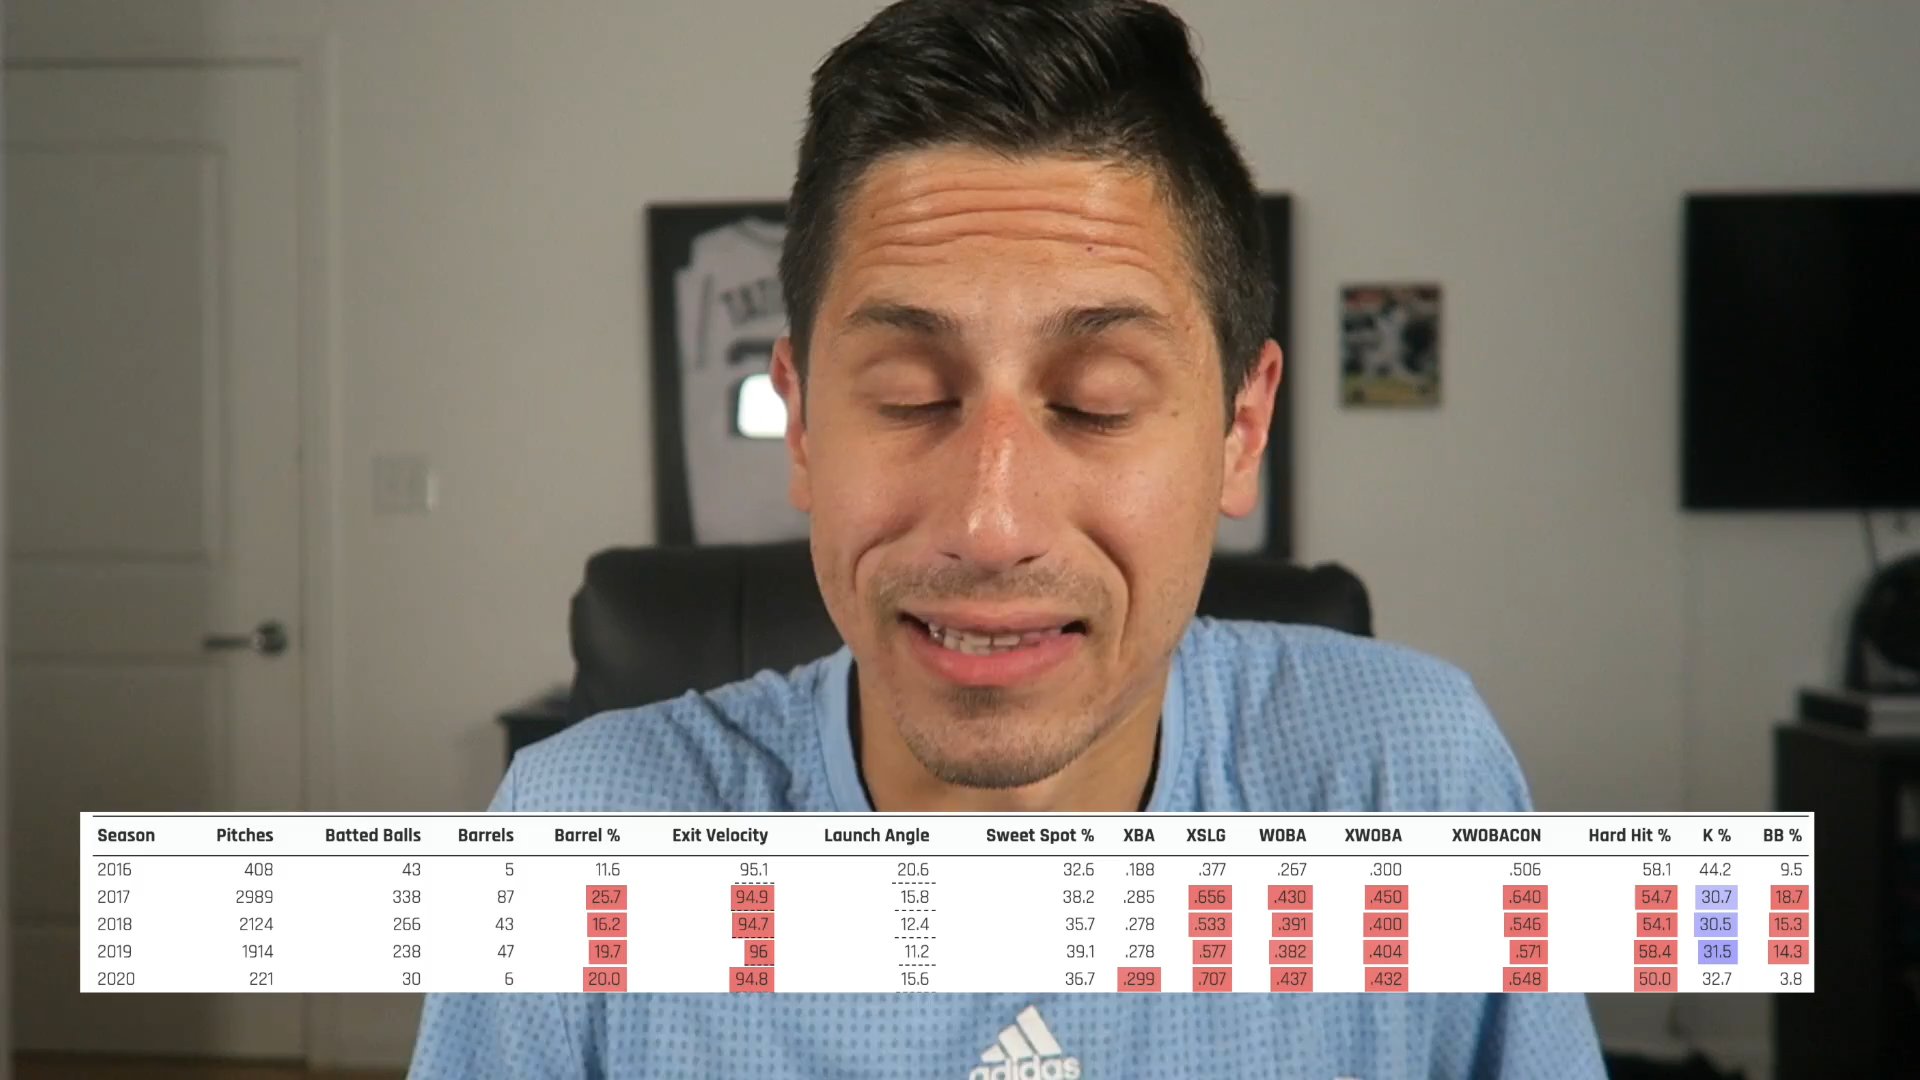 TAT
Season Pitches Batted Balls Barrels Barrel % Exit Velocity Launch Angle Sweet Spot % XBA XSLG WOBA XWOBA XWOBACON Hard Hit % K % BB %
2016 408 43 5 11.6 95.1 20.6 32.6 .188 .377 .267 .300 .506 58.1 44.2 9.5
2017 2989 338 87 25.7 94.9 15.8 38.2 .285 .656 .430 .450 .640 54.7 30.7 18.7
2018 2124 266 43 16.2 94.7 12.4 35.7 .278 .533 .391 .400 .546 54.1 30.5 15.3
2019 1914 238 47 19.7 96 11.2 39.1 .278 .577 .382 .404 .571 58.4 31.5 14.3
2020 221 30 6 20.0 94.8 15.6 36.7 .299 .707 .437 .432 .648 50.0 32.7 3.8
adidas